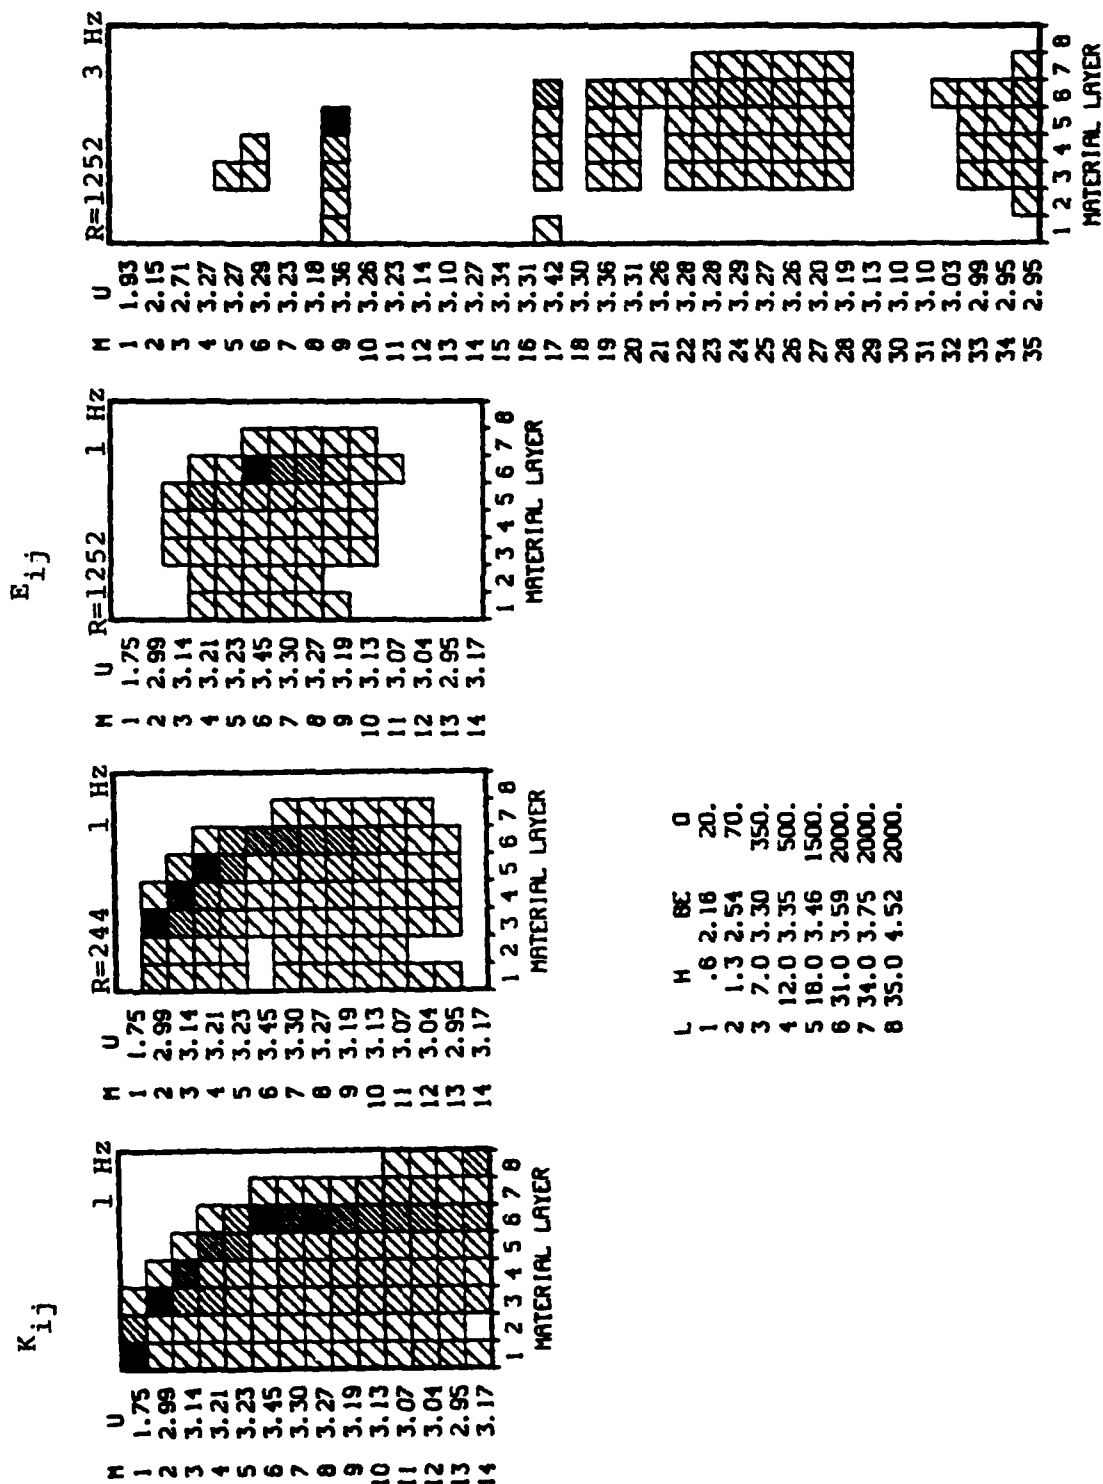 K ij
1 Hz
M U
1 1.75
2 2.99
3 3.14
4 3.21
5 3.23
6 3.45
7 3.30
8 3.27
9 3.19
10 3.13
11 3.07
12 3.04
13 2.95
14 3.17
1 2 3 4 5 6 7 8
MATERIAL LAYER
E ij
R=244 1 Hz
M U
1 1.75
2 2.99
3 3.14
4 3.21
5 3.23
6 3.45
7 3.30
8 3.27
9 3.19
10 3.13
11 3.07
12 3.04
13 2.95
14 3.17
1 2 3 4 5 6 7 8
MATERIAL LAYER
R=1252 1 Hz
M U
1 1.75
2 2.99
3 3.14
4 3.21
5 3.23
6 3.45
7 3.30
8 3.27
9 3.19
10 3.13
11 3.07
12 3.04
13 2.95
14 3.17
1 2 3 4 5 6 7 8
MATERIAL LAYER
R=1252 3 Hz
M U
1 1.93
2 2.15
3 2.71
4 3.27
5 3.27
6 3.29
7 3.23
8 3.18
9 3.36
10 3.26
11 3.23
12 3.14
13 3.10
14 3.27
15 3.34
16 3.31
17 3.42
18 3.30
19 3.36
20 3.31
21 3.26
22 3.28
23 3.28
24 3.29
25 3.27
26 3.26
27 3.20
28 3.19
29 3.13
30 3.10
31 3.10
32 3.03
33 2.99
34 2.95
35 2.95
1 2 3 4 5 6 7 8
MATERIAL LAYER
L H BE Q
1 .6 2.16 20.
2 1.3 2.54 70.
3 7.0 3.30 350.
4 12.0 3.35 500.
5 18.0 3.46 1500.
6 31.0 3.59 2000.
7 34.0 3.75 2000.
8 35.0 4.52 2000.